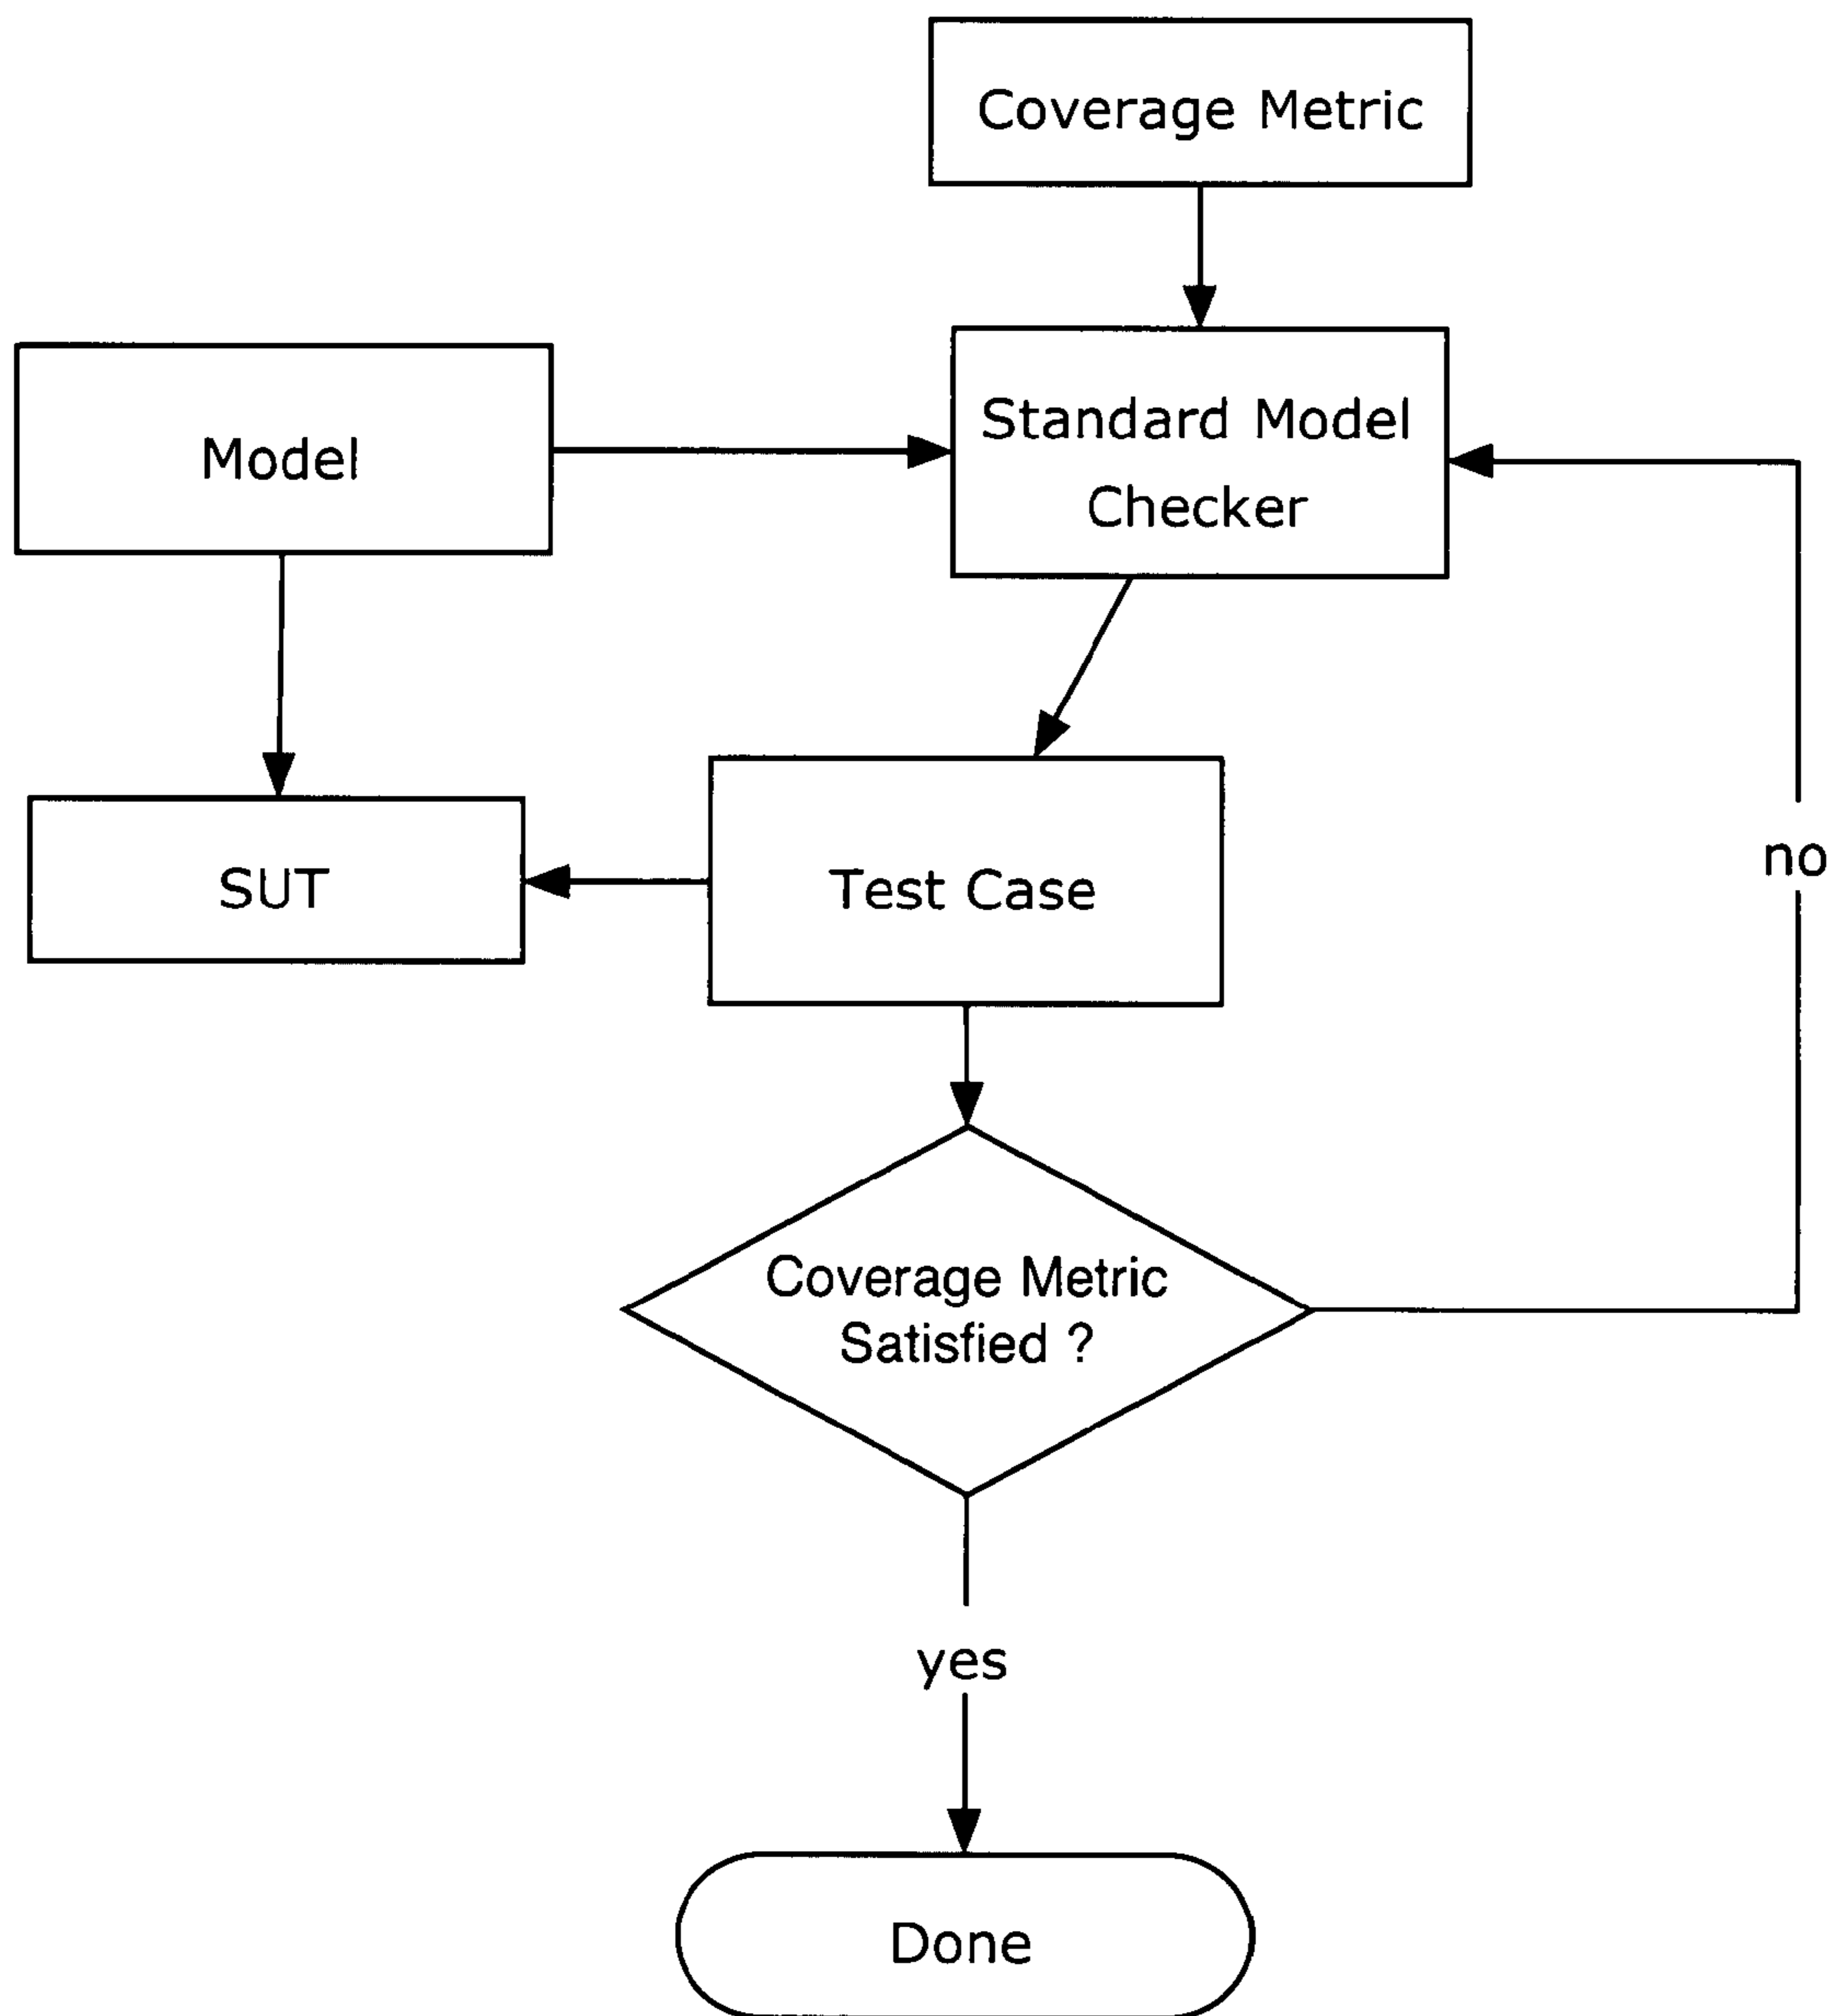 Coverage Metric
Standard Model
Checker
Model
SUT
Test Case
no
Coverage Metric
Satisfied ?
yes
Done